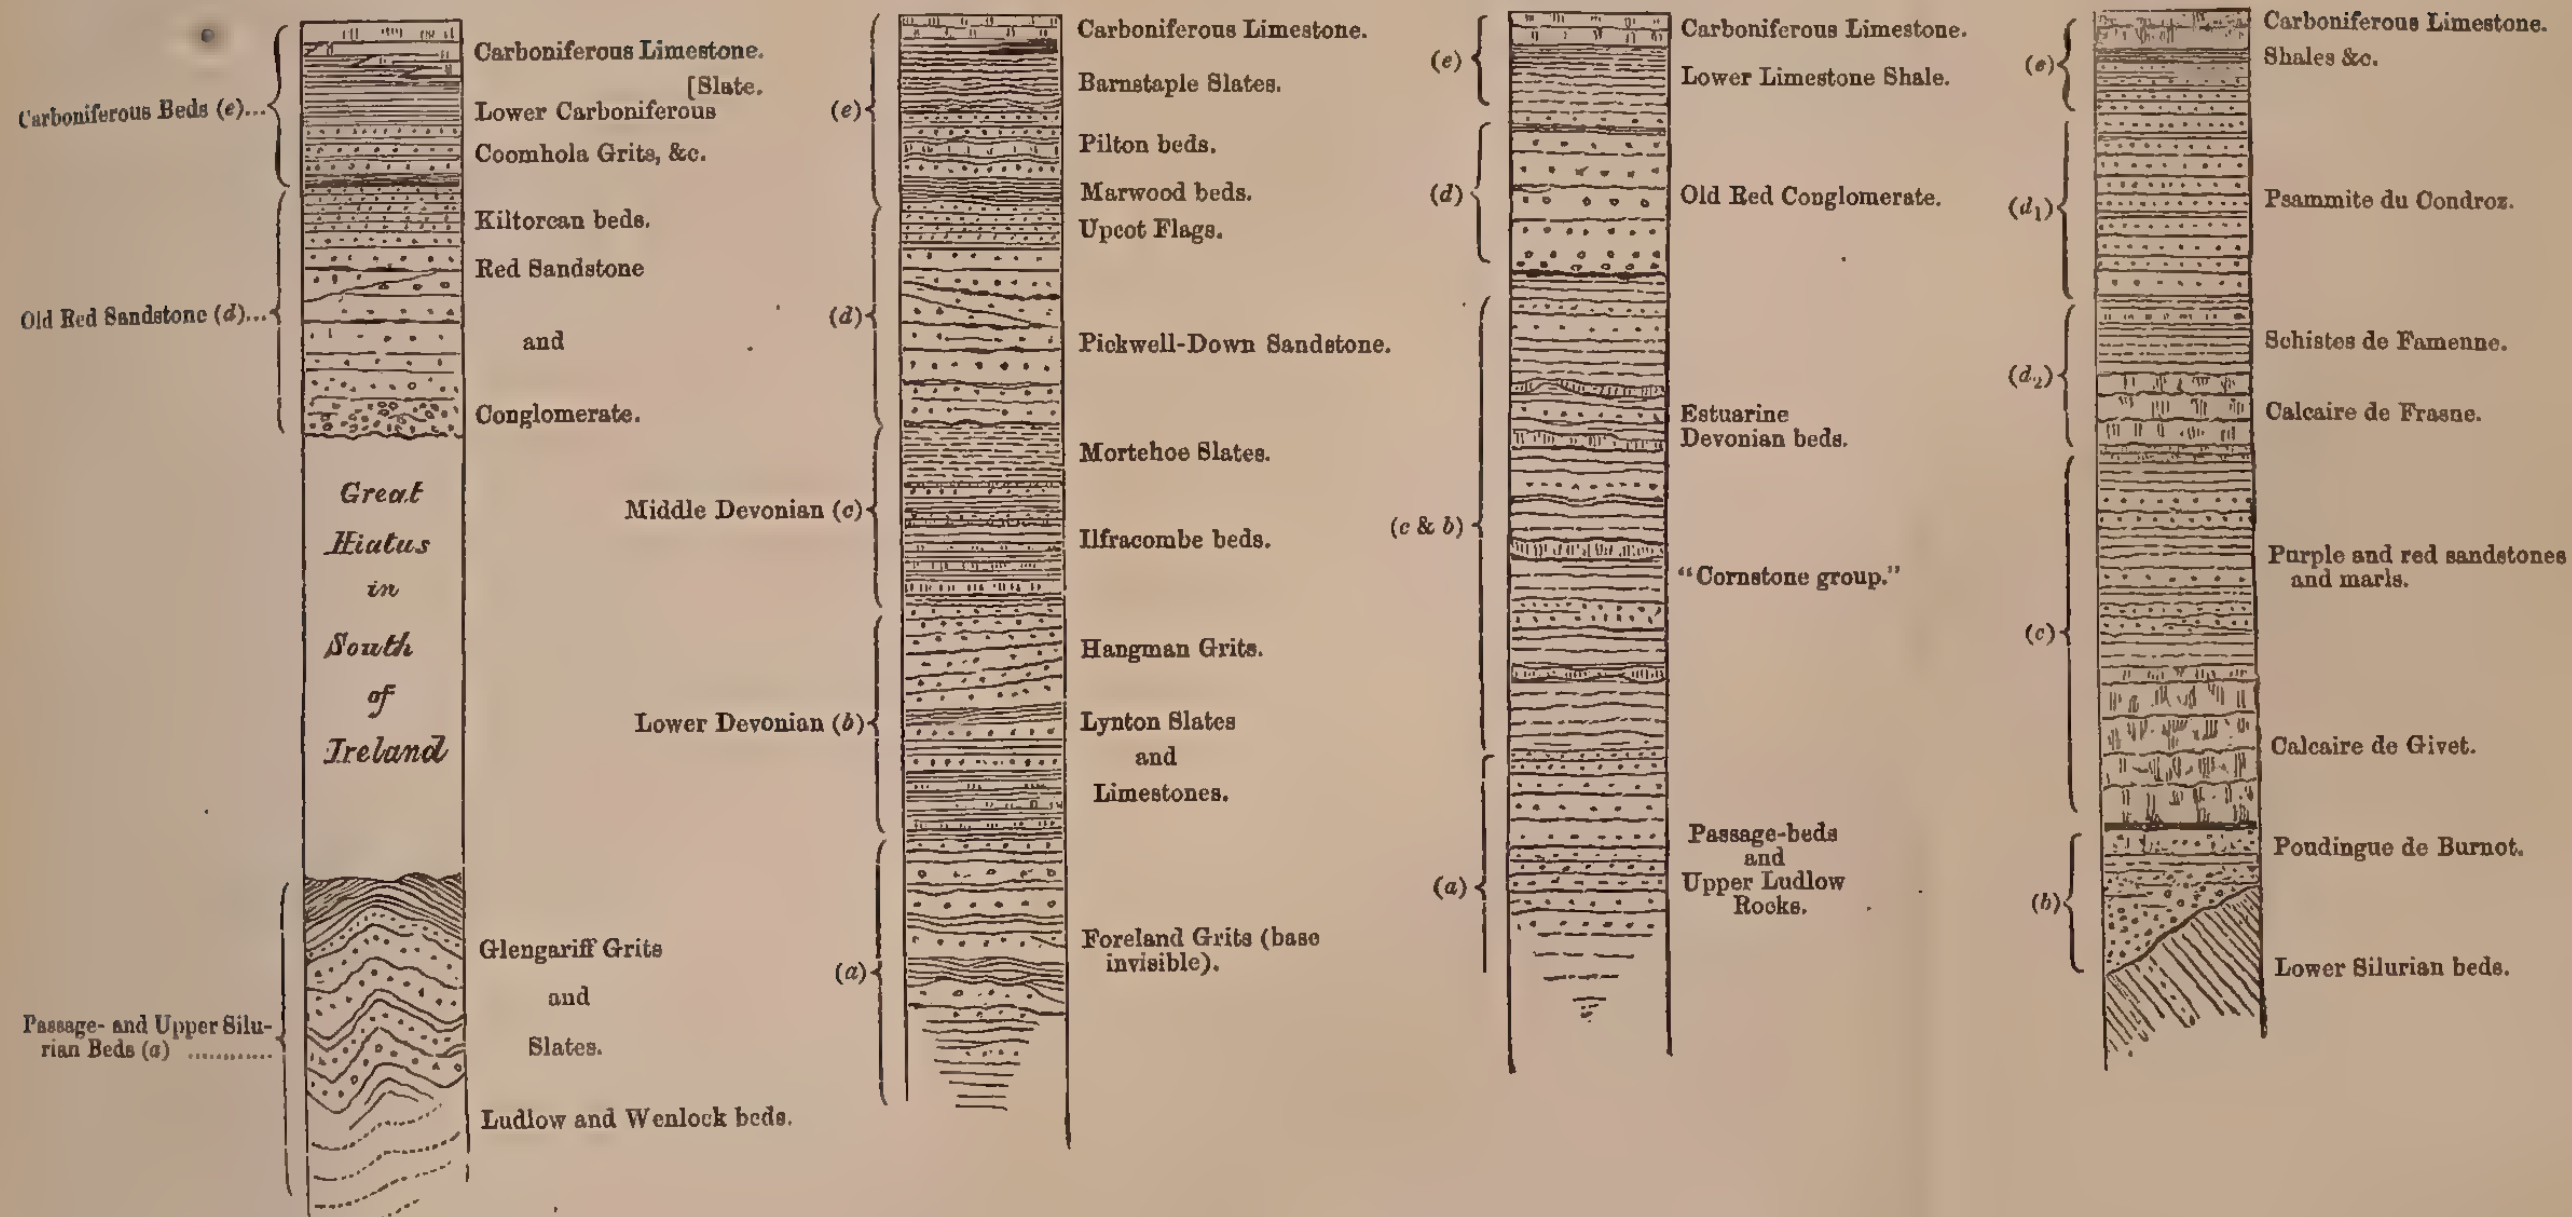 Carboniferous Beds (e)...
Carboniferous Limestone.
[Slate.
Lower Carboniferous
Coomhola Grits, &c.
Old Red Sandstone (d)...
Kiltorcan beds.
Red Sandstone
and
Conglomerate.
Great
Hiatus
in
South
of
Ireland
Passage- and Upper Silu-
rian Beds (a) ............
Glengariff Grits
and
Slates.
Ludlow and Wenlock beds.
(e)
Carboniferous Limestone.
Barnstaple Slates.
Pilton beds.
Marwood beds.
Upcot Flags.
(d)
Pickwell-Down Sandstone.
Middle Devonian (c)
Mortehoe Slates.
Ilfracombe beds.
Lower Devonian (b)
Hangman Grits.
Lynton Slates
and
Limestones.
(a)
Foreland Grits (base
invisible).
(e)
Carboniferous Limestone.
Lower Limestone Shale.
(d)
Old Red Conglomerate.
(c & b)
Estuarine
Devonian beds.
"Cornstone group."
(a)
Passage-beds
and
Upper Ludlow
Rocks.
(e)
Carboniferous Limestone.
Shales &c.
(d1)
Psammite du Condroz.
(d2)
Schistes de Famenne.
Calcaire de Frasne.
(c)
Purple and red sandstones
and marls.
Calcaire de Givet.
(b)
Poudingue de Burnot.
Lower Silurian beds.